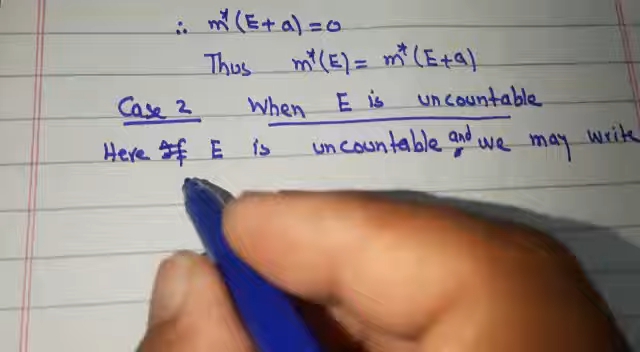 ∴ m*(E+a)=0
Thus m*(E) = m*(E+a)
Case 2 When E is uncountable
Here E is uncountable and we may write